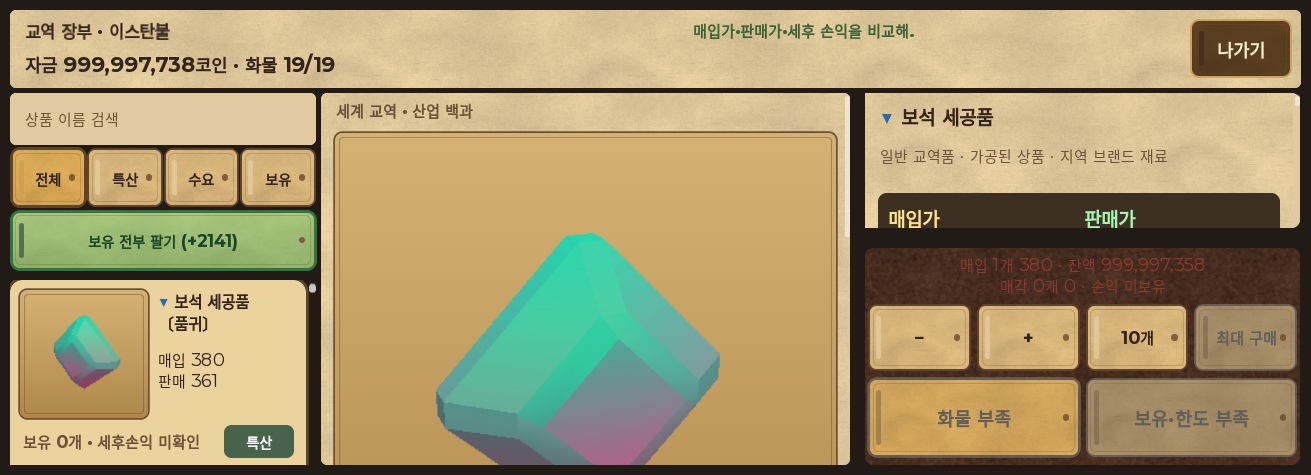 교역 장부 · 이스탄불
자금 999,997,738코인 · 화물 19/19
매입가·판매가·세후 손익을 비교해.
나가기
상품 이름 검색
전체
특산
수요
보유
보유 전부 팔기 (+2141)
▼ 보석 세공품
〔품귀〕
매입 380
판매 361
보유 0개 · 세후손익 미확인
특산
세계 교역 · 산업 백과
▼ 보석 세공품
일반 교역품 · 가공된 상품 · 지역 브랜드 재료
매입가
판매가
매입 1개 380 · 잔액 999,997,358
매각 0개 0 · 손익 미보유
−
+
10개
최대 구매
화물 부족
보유·한도 부족